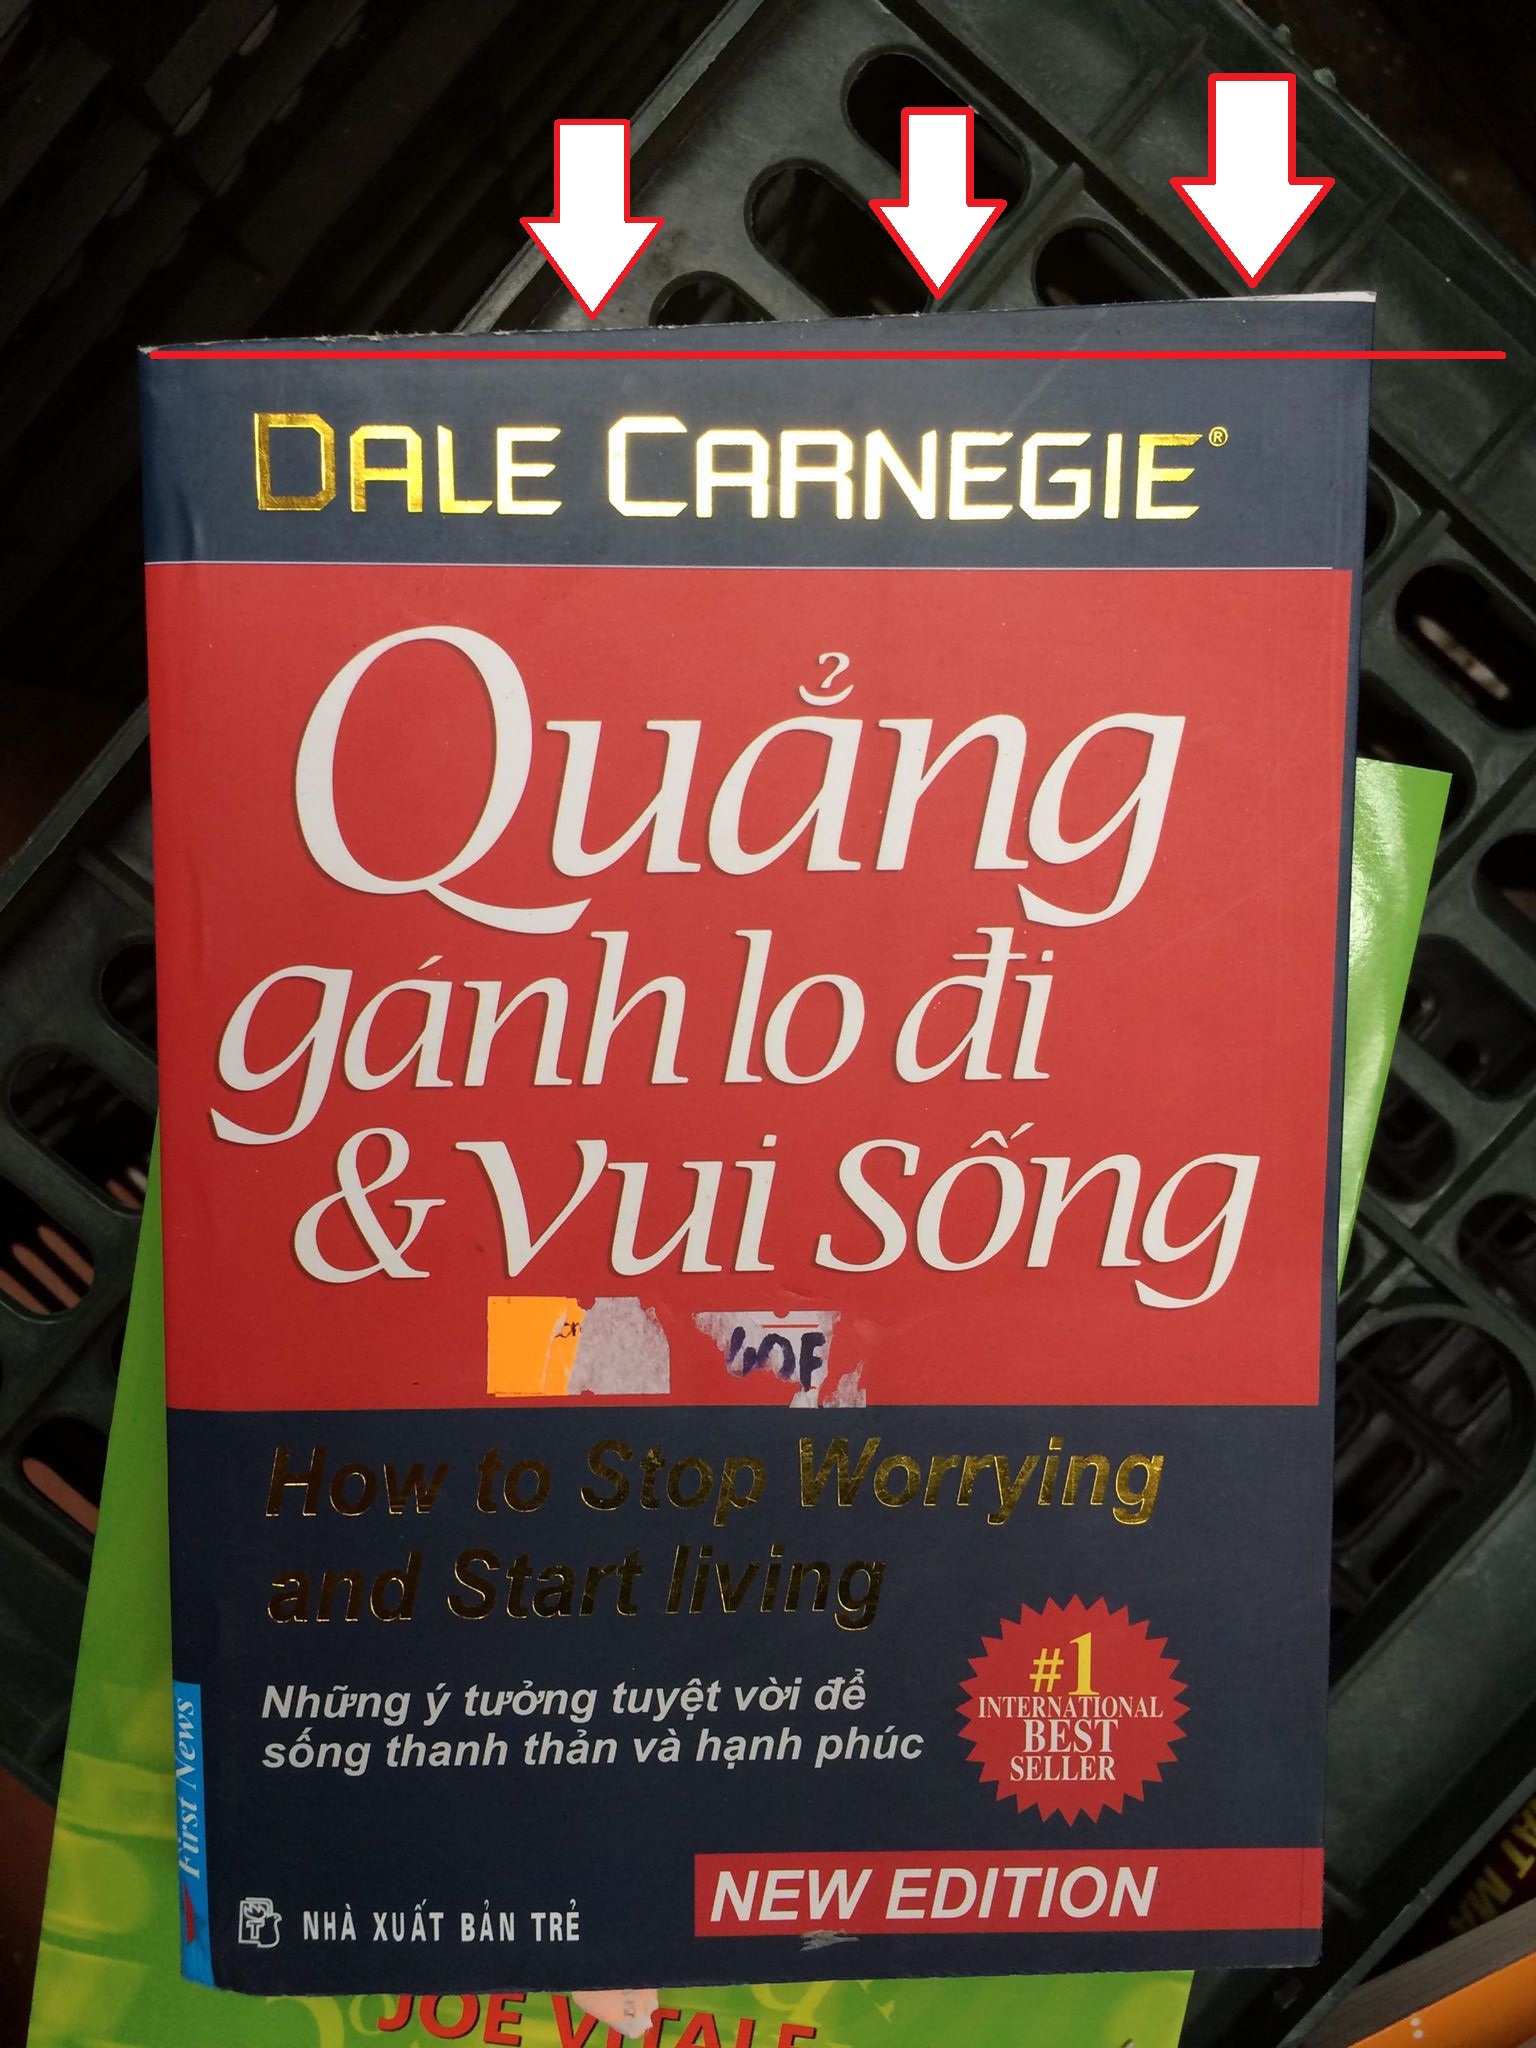 DALE CARNEGIE®
Quẳng
gánh lo đi
& vui sống
How to Stop Worrying
and Start living
Những ý tưởng tuyệt vời để
sống thanh thản và hạnh phúc
#1
INTERNATIONAL
BEST
SELLER
First News
NEW EDITION
NHÀ XUẤT BẢN TRẺ
JOE VITALE